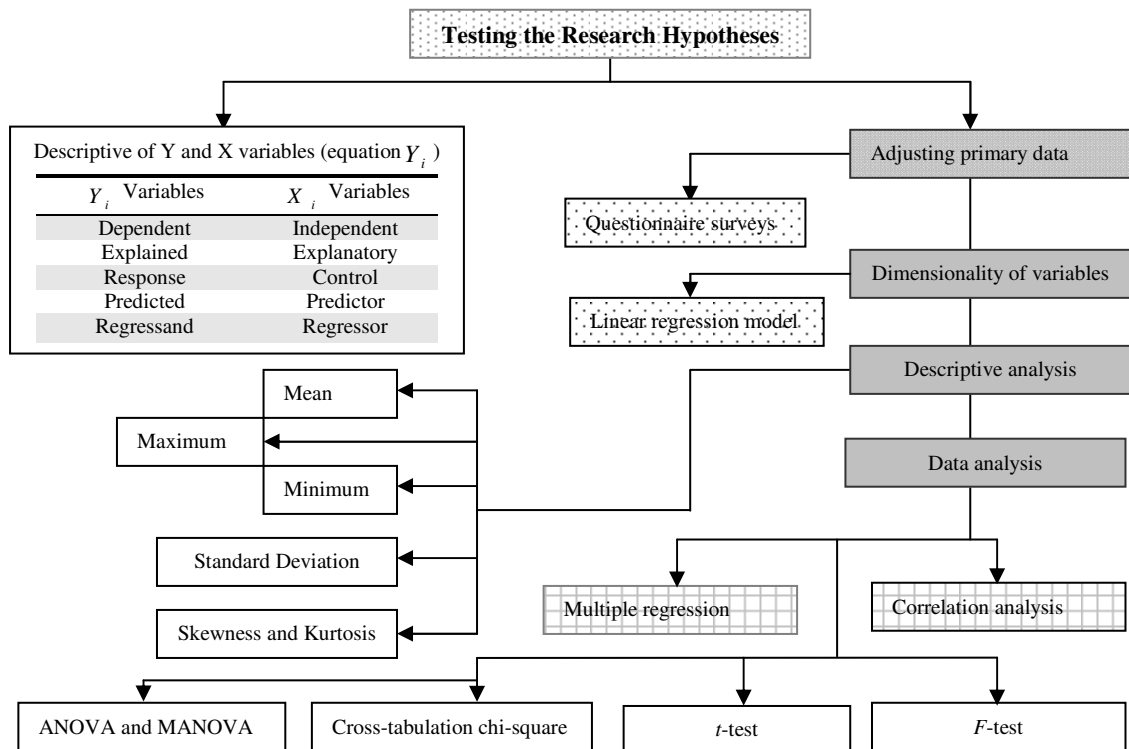 Testing the Research Hypotheses
Descriptive of Y and X variables (equation Y_i )
Y_i Variables X_i Variables
Dependent Independent
Explained Explanatory
Response Control
Predicted Predictor
Regressand Regressor
Adjusting primary data
Questionnaire surveys
Dimensionality of variables
Linear regression model
Descriptive analysis
Mean
Maximum
Minimum
Standard Deviation
Skewness and Kurtosis
Data analysis
Multiple regression
Correlation analysis
ANOVA and MANOVA
Cross-tabulation chi-square
t-test
F-test